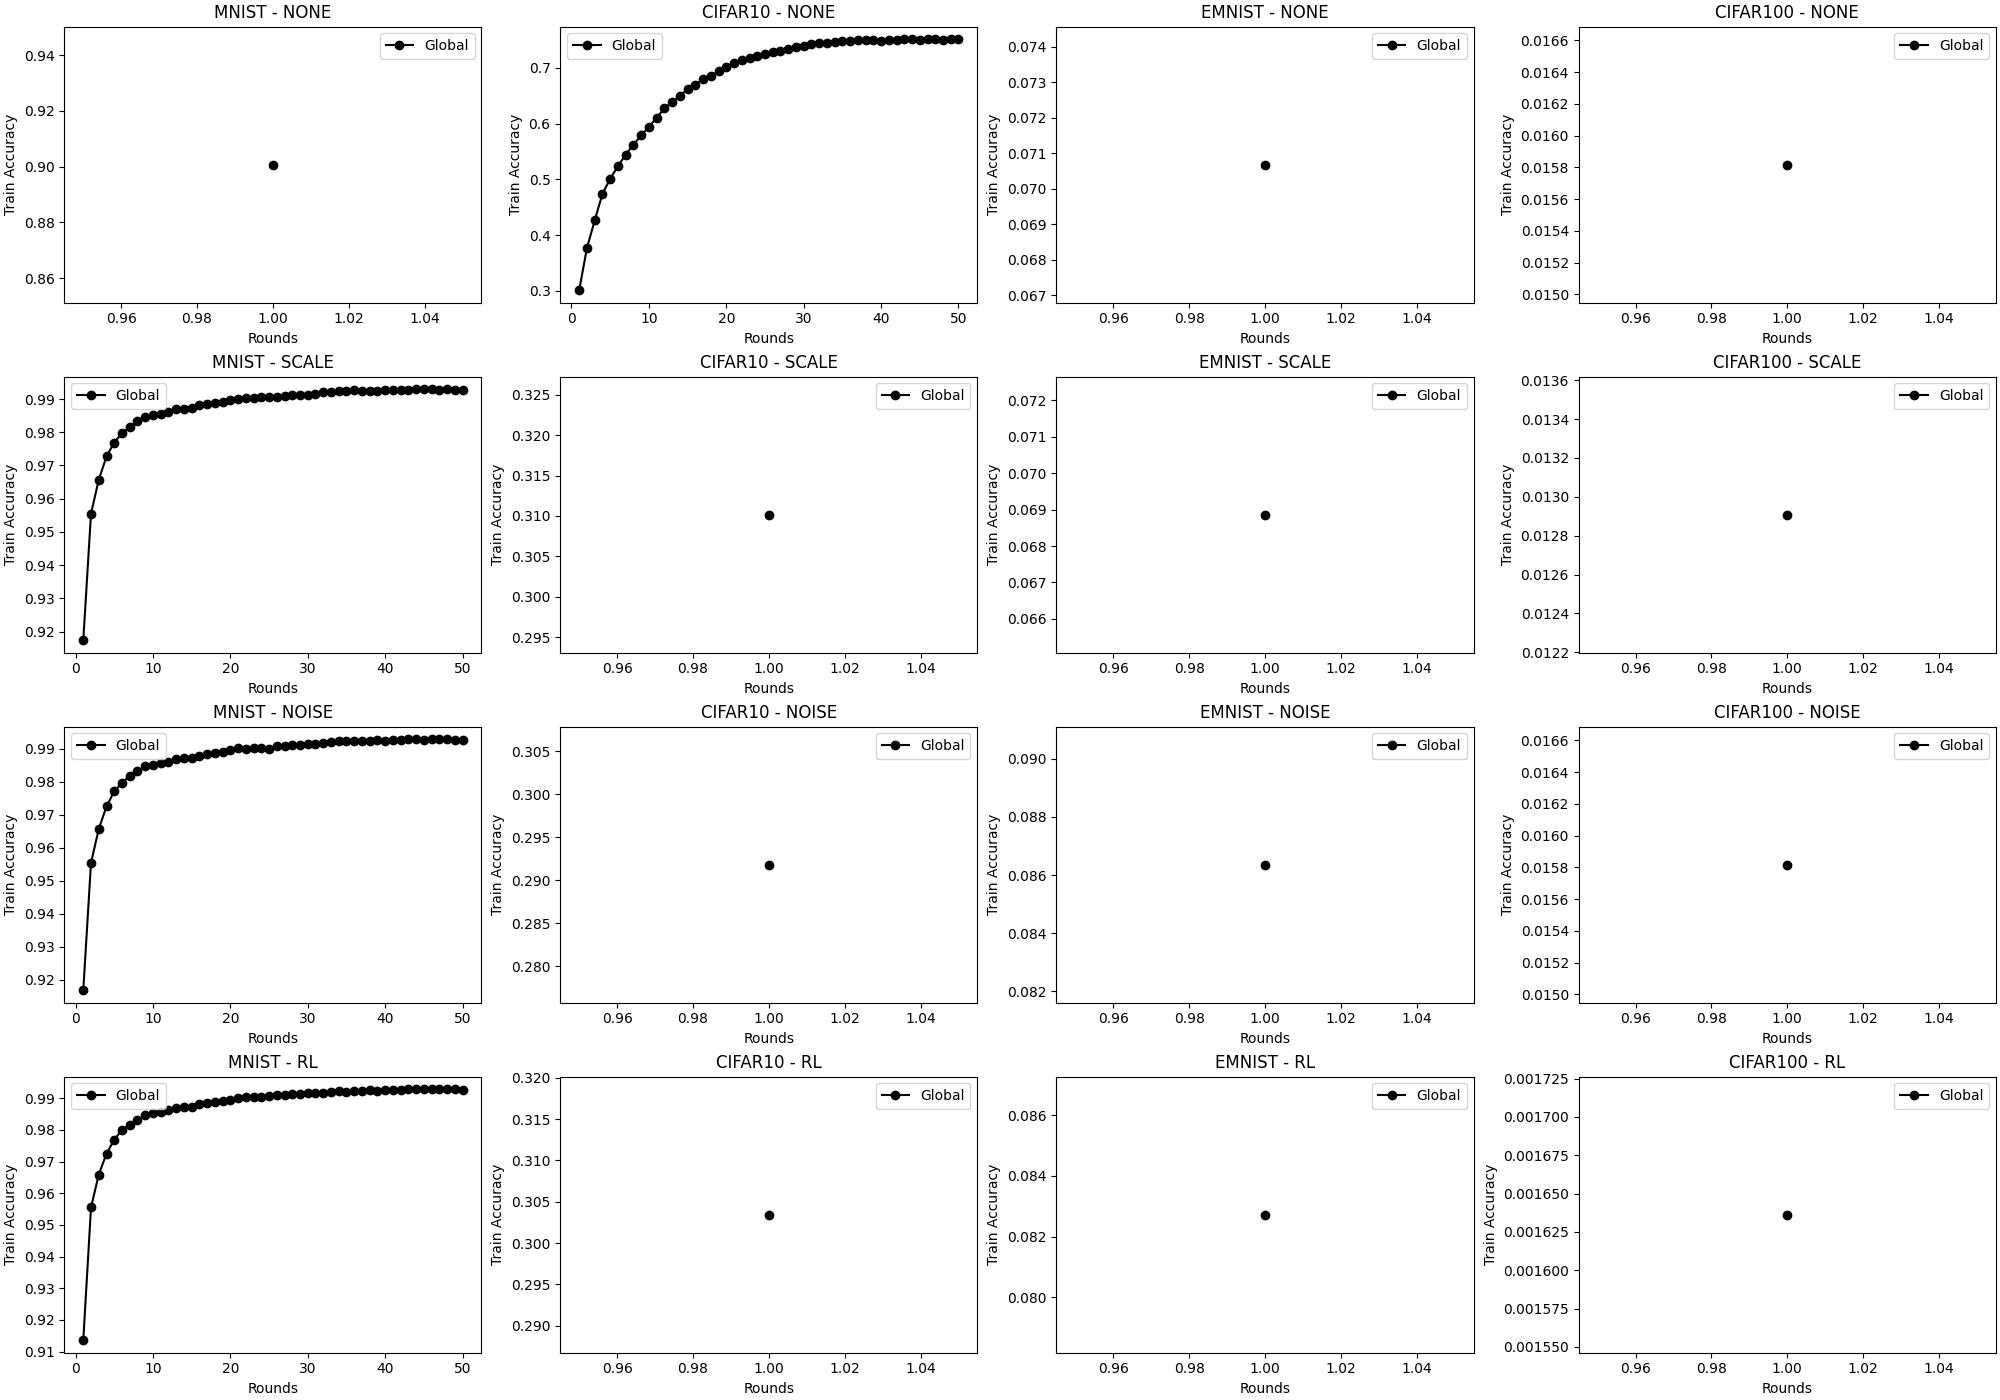 MNIST - NONE
Train Accuracy
0.94
0.92
0.90
0.88
0.86
Global
0.96 0.98 1.00 1.02 1.04
Rounds
CIFAR10 - NONE
Train Accuracy
0.7
0.6
0.5
0.4
0.3
Global
0 10 20 30 40 50
Rounds
EMNIST - NONE
Train Accuracy
0.074
0.073
0.072
0.071
0.070
0.069
0.068
0.067
Global
0.96 0.98 1.00 1.02 1.04
Rounds
CIFAR100 - NONE
Train Accuracy
0.0166
0.0164
0.0162
0.0160
0.0158
0.0156
0.0154
0.0152
0.0150
Global
0.96 0.98 1.00 1.02 1.04
Rounds
MNIST - SCALE
Train Accuracy
0.99
0.98
0.97
0.96
0.95
0.94
0.93
0.92
Global
0 10 20 30 40 50
Rounds
CIFAR10 - SCALE
Train Accuracy
0.325
0.320
0.315
0.310
0.305
0.300
0.295
Global
0.96 0.98 1.00 1.02 1.04
Rounds
EMNIST - SCALE
Train Accuracy
0.072
0.071
0.070
0.069
0.068
0.067
0.066
Global
0.96 0.98 1.00 1.02 1.04
Rounds
CIFAR100 - SCALE
Train Accuracy
0.0136
0.0134
0.0132
0.0130
0.0128
0.0126
0.0124
0.0122
Global
0.96 0.98 1.00 1.02 1.04
Rounds
MNIST - NOISE
Train Accuracy
0.99
0.98
0.97
0.96
0.95
0.94
0.93
0.92
Global
0 10 20 30 40 50
Rounds
CIFAR10 - NOISE
Train Accuracy
0.305
0.300
0.295
0.290
0.285
0.280
Global
0.96 0.98 1.00 1.02 1.04
Rounds
EMNIST - NOISE
Train Accuracy
0.090
0.088
0.086
0.084
0.082
Global
0.96 0.98 1.00 1.02 1.04
Rounds
CIFAR100 - NOISE
Train Accuracy
0.0166
0.0164
0.0162
0.0160
0.0158
0.0156
0.0154
0.0152
0.0150
Global
0.96 0.98 1.00 1.02 1.04
Rounds
MNIST - RL
Train Accuracy
0.99
0.98
0.97
0.96
0.95
0.94
0.93
0.92
0.91
Global
0 10 20 30 40 50
Rounds
CIFAR10 - RL
Train Accuracy
0.320
0.315
0.310
0.305
0.300
0.295
0.290
Global
0.96 0.98 1.00 1.02 1.04
Rounds
EMNIST - RL
Train Accuracy
0.086
0.084
0.082
0.080
Global
0.96 0.98 1.00 1.02 1.04
Rounds
CIFAR100 - RL
Train Accuracy
0.001725
0.001700
0.001675
0.001650
0.001625
0.001600
0.001575
0.001550
Global
0.96 0.98 1.00 1.02 1.04
Rounds